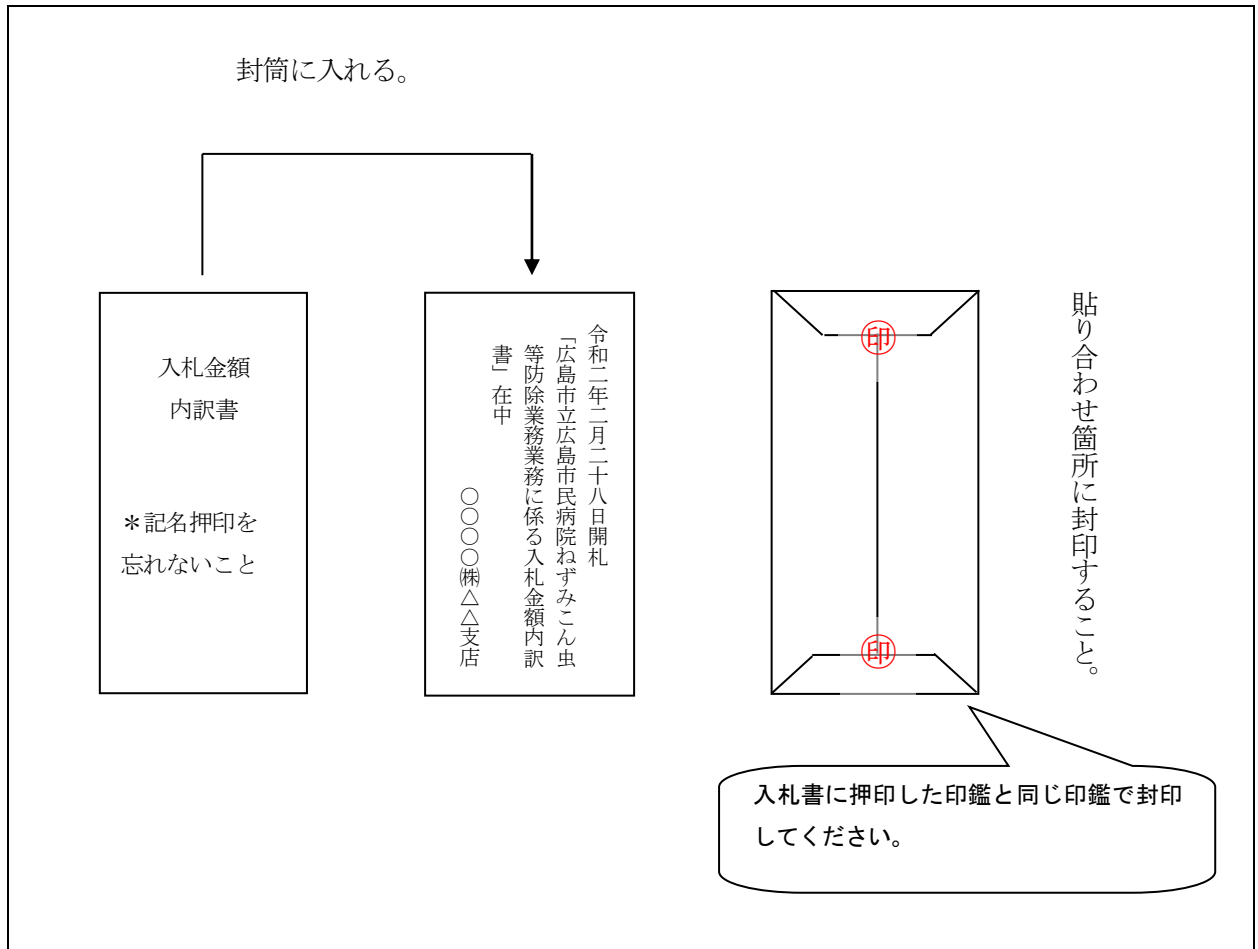 封筒に入れる。
入札金額
内訳書
＊記名押印を
忘れないこと
令和二年二月二十八日開札
「広島市立広島市民病院ねずみこん虫
等防除業務業務に係る入札金額内訳
書」在中
○○○○㈱△△支店
印
印
貼り合わせ箇所に封印すること。
入札書に押印した印鑑と同じ印鑑で封印
してください。